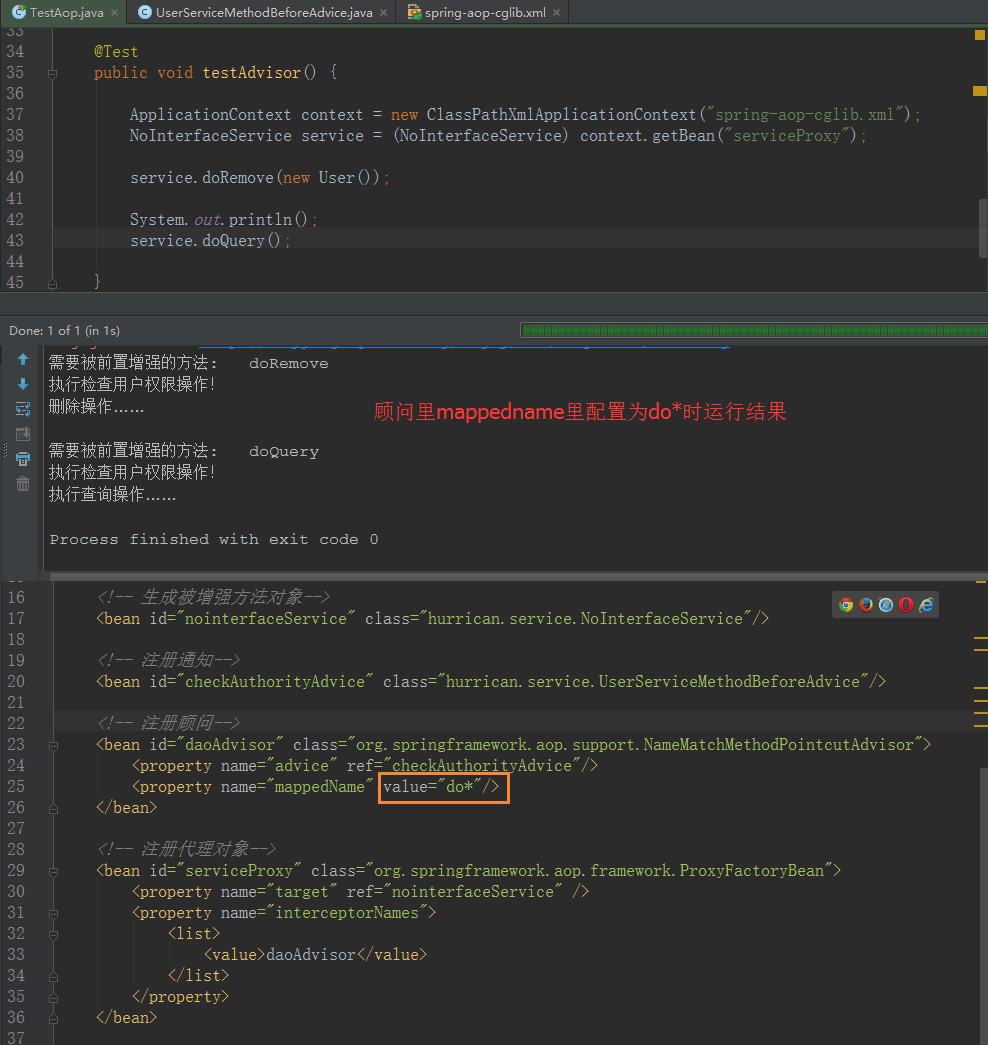 TestAop.java
UserServiceMethodBeforeAdvice.java
spring-aop-cglib.xml
33
34 @Test
35 public void testAdvisor() {
36
37 ApplicationContext context = new ClassPathXmlApplicationContext("spring-aop-cglib.xml");
38 NoInterfaceService service = (NoInterfaceService) context.getBean("serviceProxy");
39
40 service.doRemove(new User());
41
42 System.out.println();
43 service.doQuery();
44
45 }
Done: 1 of 1 (in 1s)
需要被前置增强的方法: doRemove
执行检查用户权限操作!
删除操作……
顾问里mappedname里配置为do*时运行结果
需要被前置增强的方法: doQuery
执行检查用户权限操作!
执行查询操作……
Process finished with exit code 0
16 <!-- 生成被增强方法对象-->
17 <bean id="nointerfaceService" class="hurrican.service.NoInterfaceService"/>
18
19 <!-- 注册通知-->
20 <bean id="checkAuthorityAdvice" class="hurrican.service.UserServiceMethodBeforeAdvice"/>
21
22 <!-- 注册顾问-->
23 <bean id="daoAdvisor" class="org.springframework.aop.support.NameMatchMethodPointcutAdvisor">
24 <property name="advice" ref="checkAuthorityAdvice"/>
25 <property name="mappedName" value="do*"/>
26 </bean>
27
28 <!-- 注册代理对象-->
29 <bean id="serviceProxy" class="org.springframework.aop.framework.ProxyFactoryBean">
30 <property name="target" ref="nointerfaceService" />
31 <property name="interceptorNames">
32 <list>
33 <value>daoAdvisor</value>
34 </list>
35 </property>
36 </bean>
37